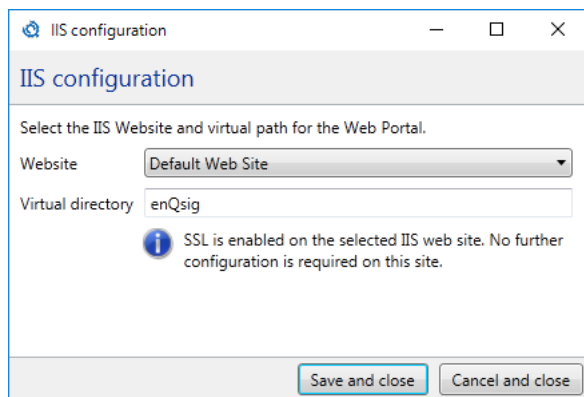 IIS configuration
IIS configuration
Select the IIS Website and virtual path for the Web Portal.
Website Default Web Site
Virtual directory enQsig
SSL is enabled on the selected IIS web site. No further
configuration is required on this site.
Save and close Cancel and close